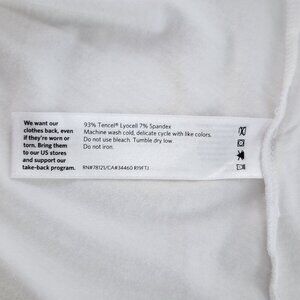 We want our
clothes back, even
if they're worn or
torn. Bring them
to our US stores
and support our
take-back program.
93% Tencel® Lyocell 7% Spandex
Machine wash cold, delicate cycle with like colors.
Do not use bleach. Tumble dry low.
Do not iron.
RN#78121/CA#34460 R19FTJ